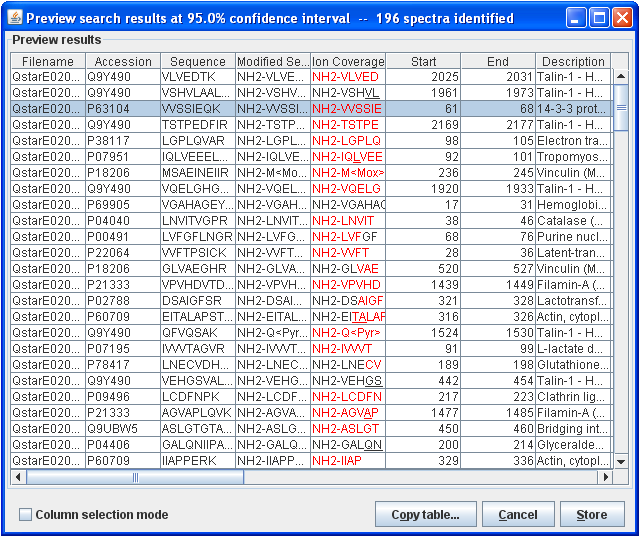 Preview search results at 95.0% confidence interval -- 196 spectra identified
Preview results
Filename Accession Sequence Modified Se... Ion Coverage Start End Description
QstarE020... Q9Y490 VLVEDTK NH2-VLVE... NH2-VLVED 2025 2031 Talin-1 - H...
QstarE020... Q9Y490 VSHVLAAL... NH2-VSHV... NH2-VSHVL 1961 1973 Talin-1 - H...
QstarE020... P63104 VVSSIEQK NH2-VVSSI... NH2-VVSSIE 61 68 14-3-3 prot...
QstarE020... Q9Y490 TSTPEDFIR NH2-TSTP... NH2-TSTPE 2169 2177 Talin-1 - H...
QstarE020... P38117 LGPLQVAR NH2-LGPL... NH2-LGPLQ 98 105 Electron tra...
QstarE020... P07951 IQLVEEEL... NH2-IQLVE... NH2-IQLVEE 92 101 Tropomyos...
QstarE020... P18206 MSAEINEIIR NH2-M<Mo... NH2-M<Mox> 236 245 Vinculin (M...
QstarE020... Q9Y490 VQELGHG... NH2-VQEL... NH2-VQELG 1920 1933 Talin-1 - H...
QstarE020... P69905 VGAHAGEY... NH2-VGAH... NH2-VGAHAG 17 31 Hemoglobi...
QstarE020... P04040 LNVITVGPR NH2-LNVIT... NH2-LNVIT 38 46 Catalase (...
QstarE020... P00491 LVFGFLNGR NH2-LVFG... NH2-LVFGF 68 76 Purine nucl...
QstarE020... P22064 VVFTPSICK NH2-VVFT... NH2-VVFT 28 36 Latent-tran...
QstarE020... P18206 GLVAEGHR NH2-GLVA... NH2-GLVAE 520 527 Vinculin (M...
QstarE020... P21333 VPVHDVTD... NH2-VPVH... NH2-VPVHD 1439 1449 Filamin-A (...
QstarE020... P02788 DSAIGFSR NH2-DSAI... NH2-DSAIGF 321 328 Lactotransf...
QstarE020... P60709 EITALAPST... NH2-EITAL... NH2-EITALAP 316 326 Actin, cytopl...
QstarE020... Q9Y490 QFVQSAK NH2-Q<Pyr... NH2-Q<Pyr> 1524 1530 Talin-1 - H...
QstarE020... P07195 IVVVTAGVR NH2-IVVVT... NH2-IVVVT 91 99 L-lactate d...
QstarE020... P78417 LNECVDH... NH2-LNEC... NH2-LNECV 189 198 Glutathione...
QstarE020... Q9Y490 VEHGSVAL... NH2-VEHG... NH2-VEHGS 442 454 Talin-1 - H...
QstarE020... P09496 LCDFNPK NH2-LCDF... NH2-LCDFN 217 223 Clathrin lig...
QstarE020... P21333 AGVAPLQVK NH2-AGVA... NH2-AGVAP 1477 1485 Filamin-A (...
QstarE020... Q9UBW5 ASLGTGTA... NH2-ASLG... NH2-ASLGT 450 460 Bridging int...
QstarE020... P04406 GALQNIIPA... NH2-GALQ... NH2-GALQN 200 214 Glyceralde...
QstarE020... P60709 IIAPPERK NH2-IIAPP... NH2-IIAP 329 336 Actin, cytopl...
Column selection mode Copy table... Cancel Store